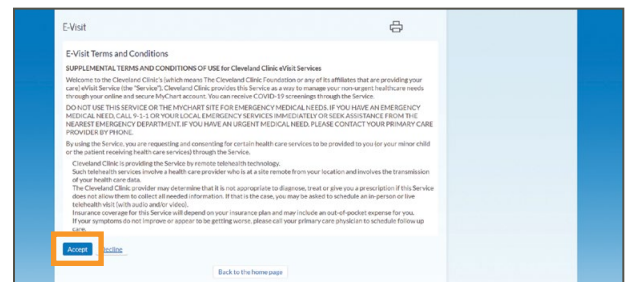 E-Visit
E-Visit Terms and Conditions
SUPPLEMENTAL TERMS AND CONDITIONS OF USE for Cleveland Clinic eVisit Services
Welcome to the Cleveland Clinic's (which means The Cleveland Clinic Foundation or any of its affiliates that are providing your
care) eVisit Service (the "Service"). Cleveland Clinic provides this Service as a way to manage your non-urgent healthcare needs
through your online and secure MyChart account. You can receive COVID-19 screenings through the Service.
DO NOT USE THIS SERVICE OR THE MYCHART SITE FOR EMERGENCY MEDICAL NEEDS. IF YOU HAVE AN EMERGENCY
MEDICAL NEED, CALL 9-1-1 OR YOUR LOCAL EMERGENCY SERVICES IMMEDIATELY OR SEEK ASSISTANCE FROM THE
NEAREST EMERGENCY DEPARTMENT. IF YOU HAVE AN URGENT MEDICAL NEED, PLEASE CONTACT YOUR PRIMARY CARE
PROVIDER BY PHONE.
By using the Service, you are requesting and consenting for certain health care services to be provided to you (or your minor child
or the patient receiving health care services) through the Service.
Cleveland Clinic is providing the Service by remote telehealth technology.
Such telehealth services involve a health care provider who is at a site remote from your location and involves the transmission
of your health care data.
The Cleveland Clinic provider may determine that it is not appropriate to diagnose, treat or give you a prescription if this Service
does not allow them to collect all needed information. If that is the case, you may be asked to schedule an in-person or live
telehealth visit (with audio and/or video).
Insurance coverage for this Service will depend on your insurance plan and may include an out-of-pocket expense for you.
If your symptoms do not improve or appear to be getting worse, please call your primary care physician to schedule follow up
care.
Accept Decline
Back to the home page